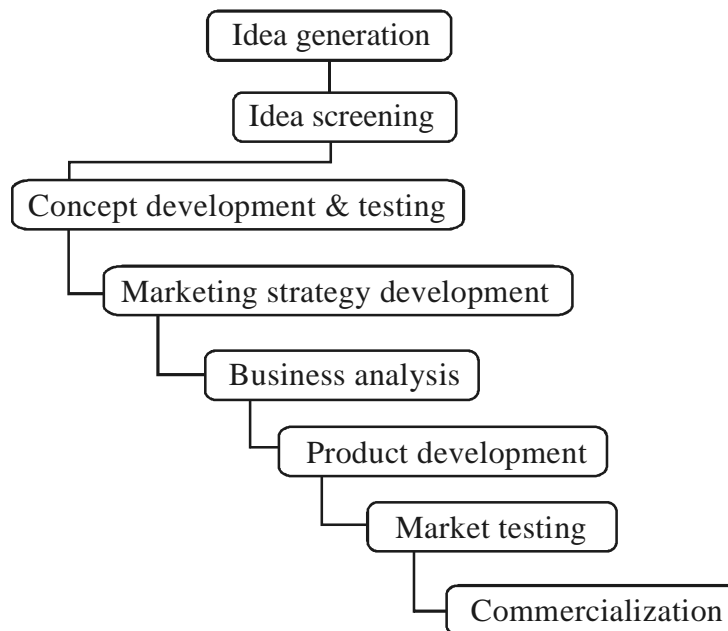 Idea generation
Idea screening
Concept development & testing
Marketing strategy development
Business analysis
Product development
Market testing
Commercialization